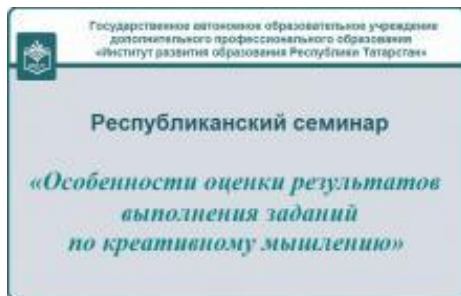 Государственное автономное образовательное учреждение
дополнительного профессионального образования
«Институт развития образования Республики Татарстан»
Республиканский семинар
«Особенности оценки результатов
выполнения заданий
по креативному мышлению»